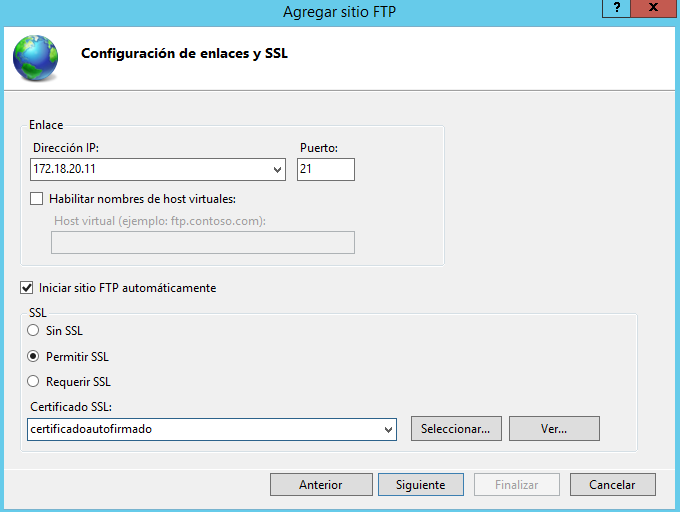 Agregar sitio FTP
?
x
Configuración de enlaces y SSL
Enlace
Dirección IP:
Puerto:
172.18.20.11
21
Habilitar nombres de host virtuales:
Host virtual (ejemplo: ftp.contoso.com):
Iniciar sitio FTP automáticamente
SSL
Sin SSL
Permitir SSL
Requerir SSL
Certificado SSL:
certificadoautofirmado
Seleccionar...
Ver...
Anterior
Siguiente
Finalizar
Cancelar